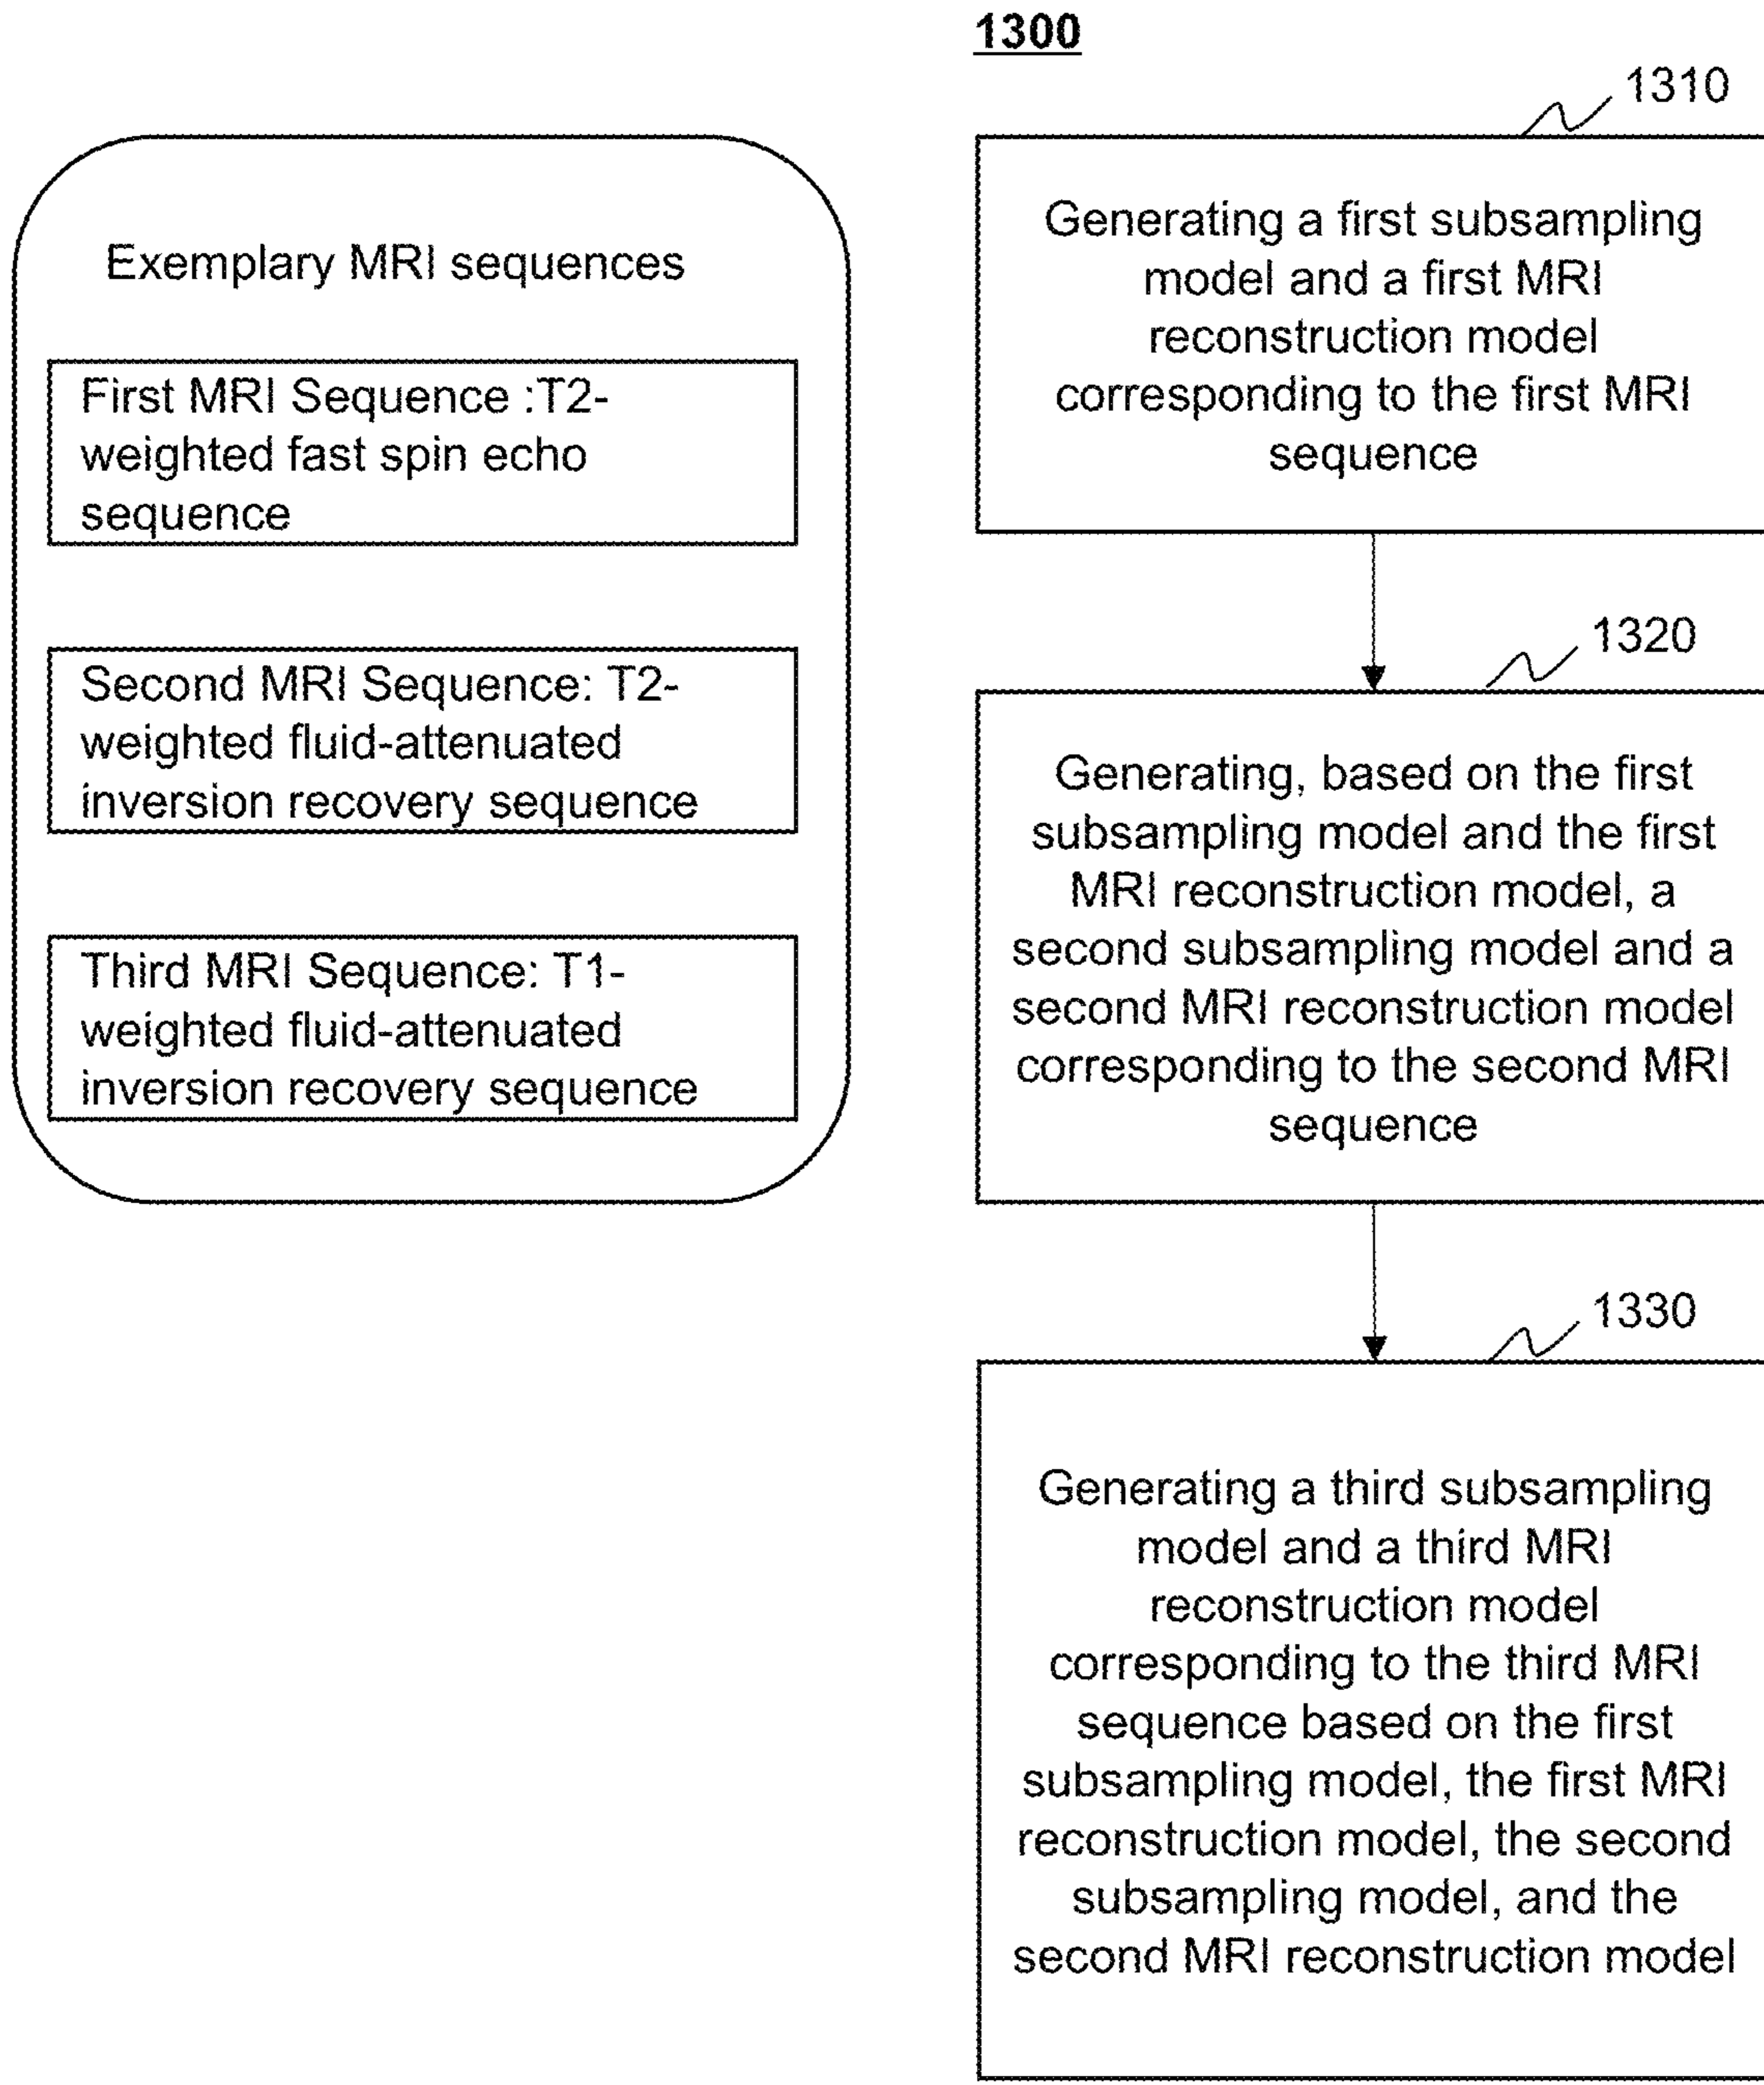 1300
Exemplary MRI sequences
First MRI Sequence :T2-
weighted fast spin echo
sequence
Second MRI Sequence: T2-
weighted fluid-attenuated
inversion recovery sequence
Third MRI Sequence: T1-
weighted fluid-attenuated
inversion recovery sequence
1310
Generating a first subsampling
model and a first MRI
reconstruction model
corresponding to the first MRI
sequence
1320
Generating, based on the first
subsampling model and the first
MRI reconstruction model, a
second subsampling model and a
second MRI reconstruction model
corresponding to the second MRI
sequence
1330
Generating a third subsampling
model and a third MRI
reconstruction model
corresponding to the third MRI
sequence based on the first
subsampling model, the first MRI
reconstruction model, the second
subsampling model, and the
second MRI reconstruction model